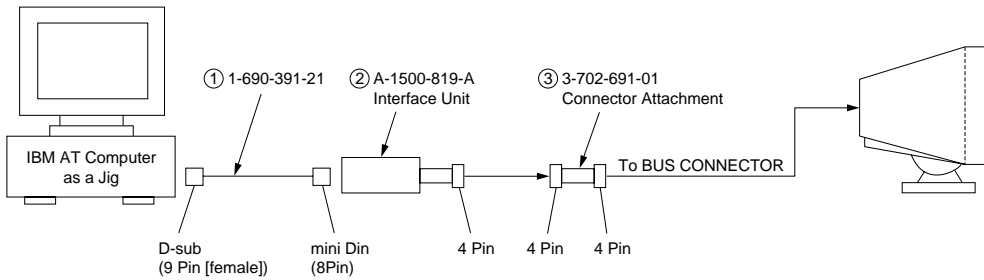 ① 1-690-391-21
② A-1500-819-A
Interface Unit
③ 3-702-691-01
Connector Attachment
IBM AT Computer
as a Jig
To BUS CONNECTOR
D-sub
(9 Pin [female])
mini Din
(8Pin)
4 Pin
4 Pin
4 Pin